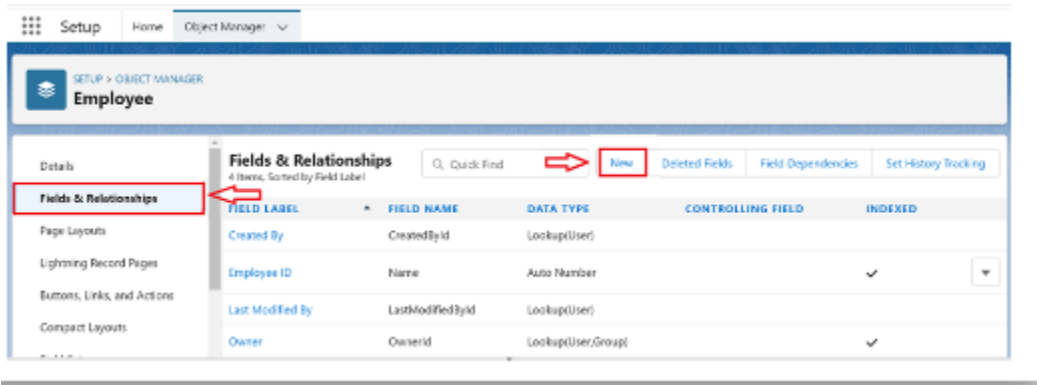 Setup Home Object Manager
SETUP > OBJECT MANAGER
Employee
Details
Fields & Relationships
Page Layouts
Lightning Record Pages
Buttons, Links, and Actions
Compact Layouts
Fields & Relationships
4 Items, Sorted by Field Label
Quick Find
New
Deleted Fields
Field Dependencies
Set History Tracking
FIELD LABEL FIELD NAME DATA TYPE CONTROLLING FIELD INDEXED
Created By CreatedById Lookup(User)
Employee ID Name Auto Number
Last Modified By LastModifiedById Lookup(User)
Owner OwnerId Lookup(User,Group)